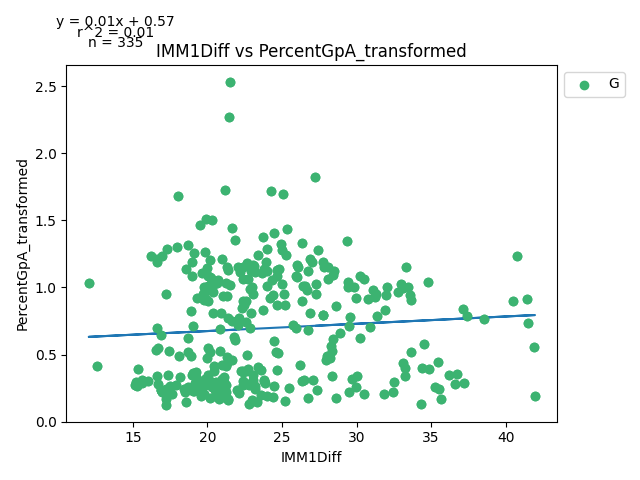 y = 0.01x + 0.57
r^2 = 0.01
n = 335
IMM1Diff vs PercentGpA_transformed
G
PercentGpA_transformed
2.5
2.0
1.5
1.0
0.5
0.0
15 20 25 30 35 40
IMM1Diff